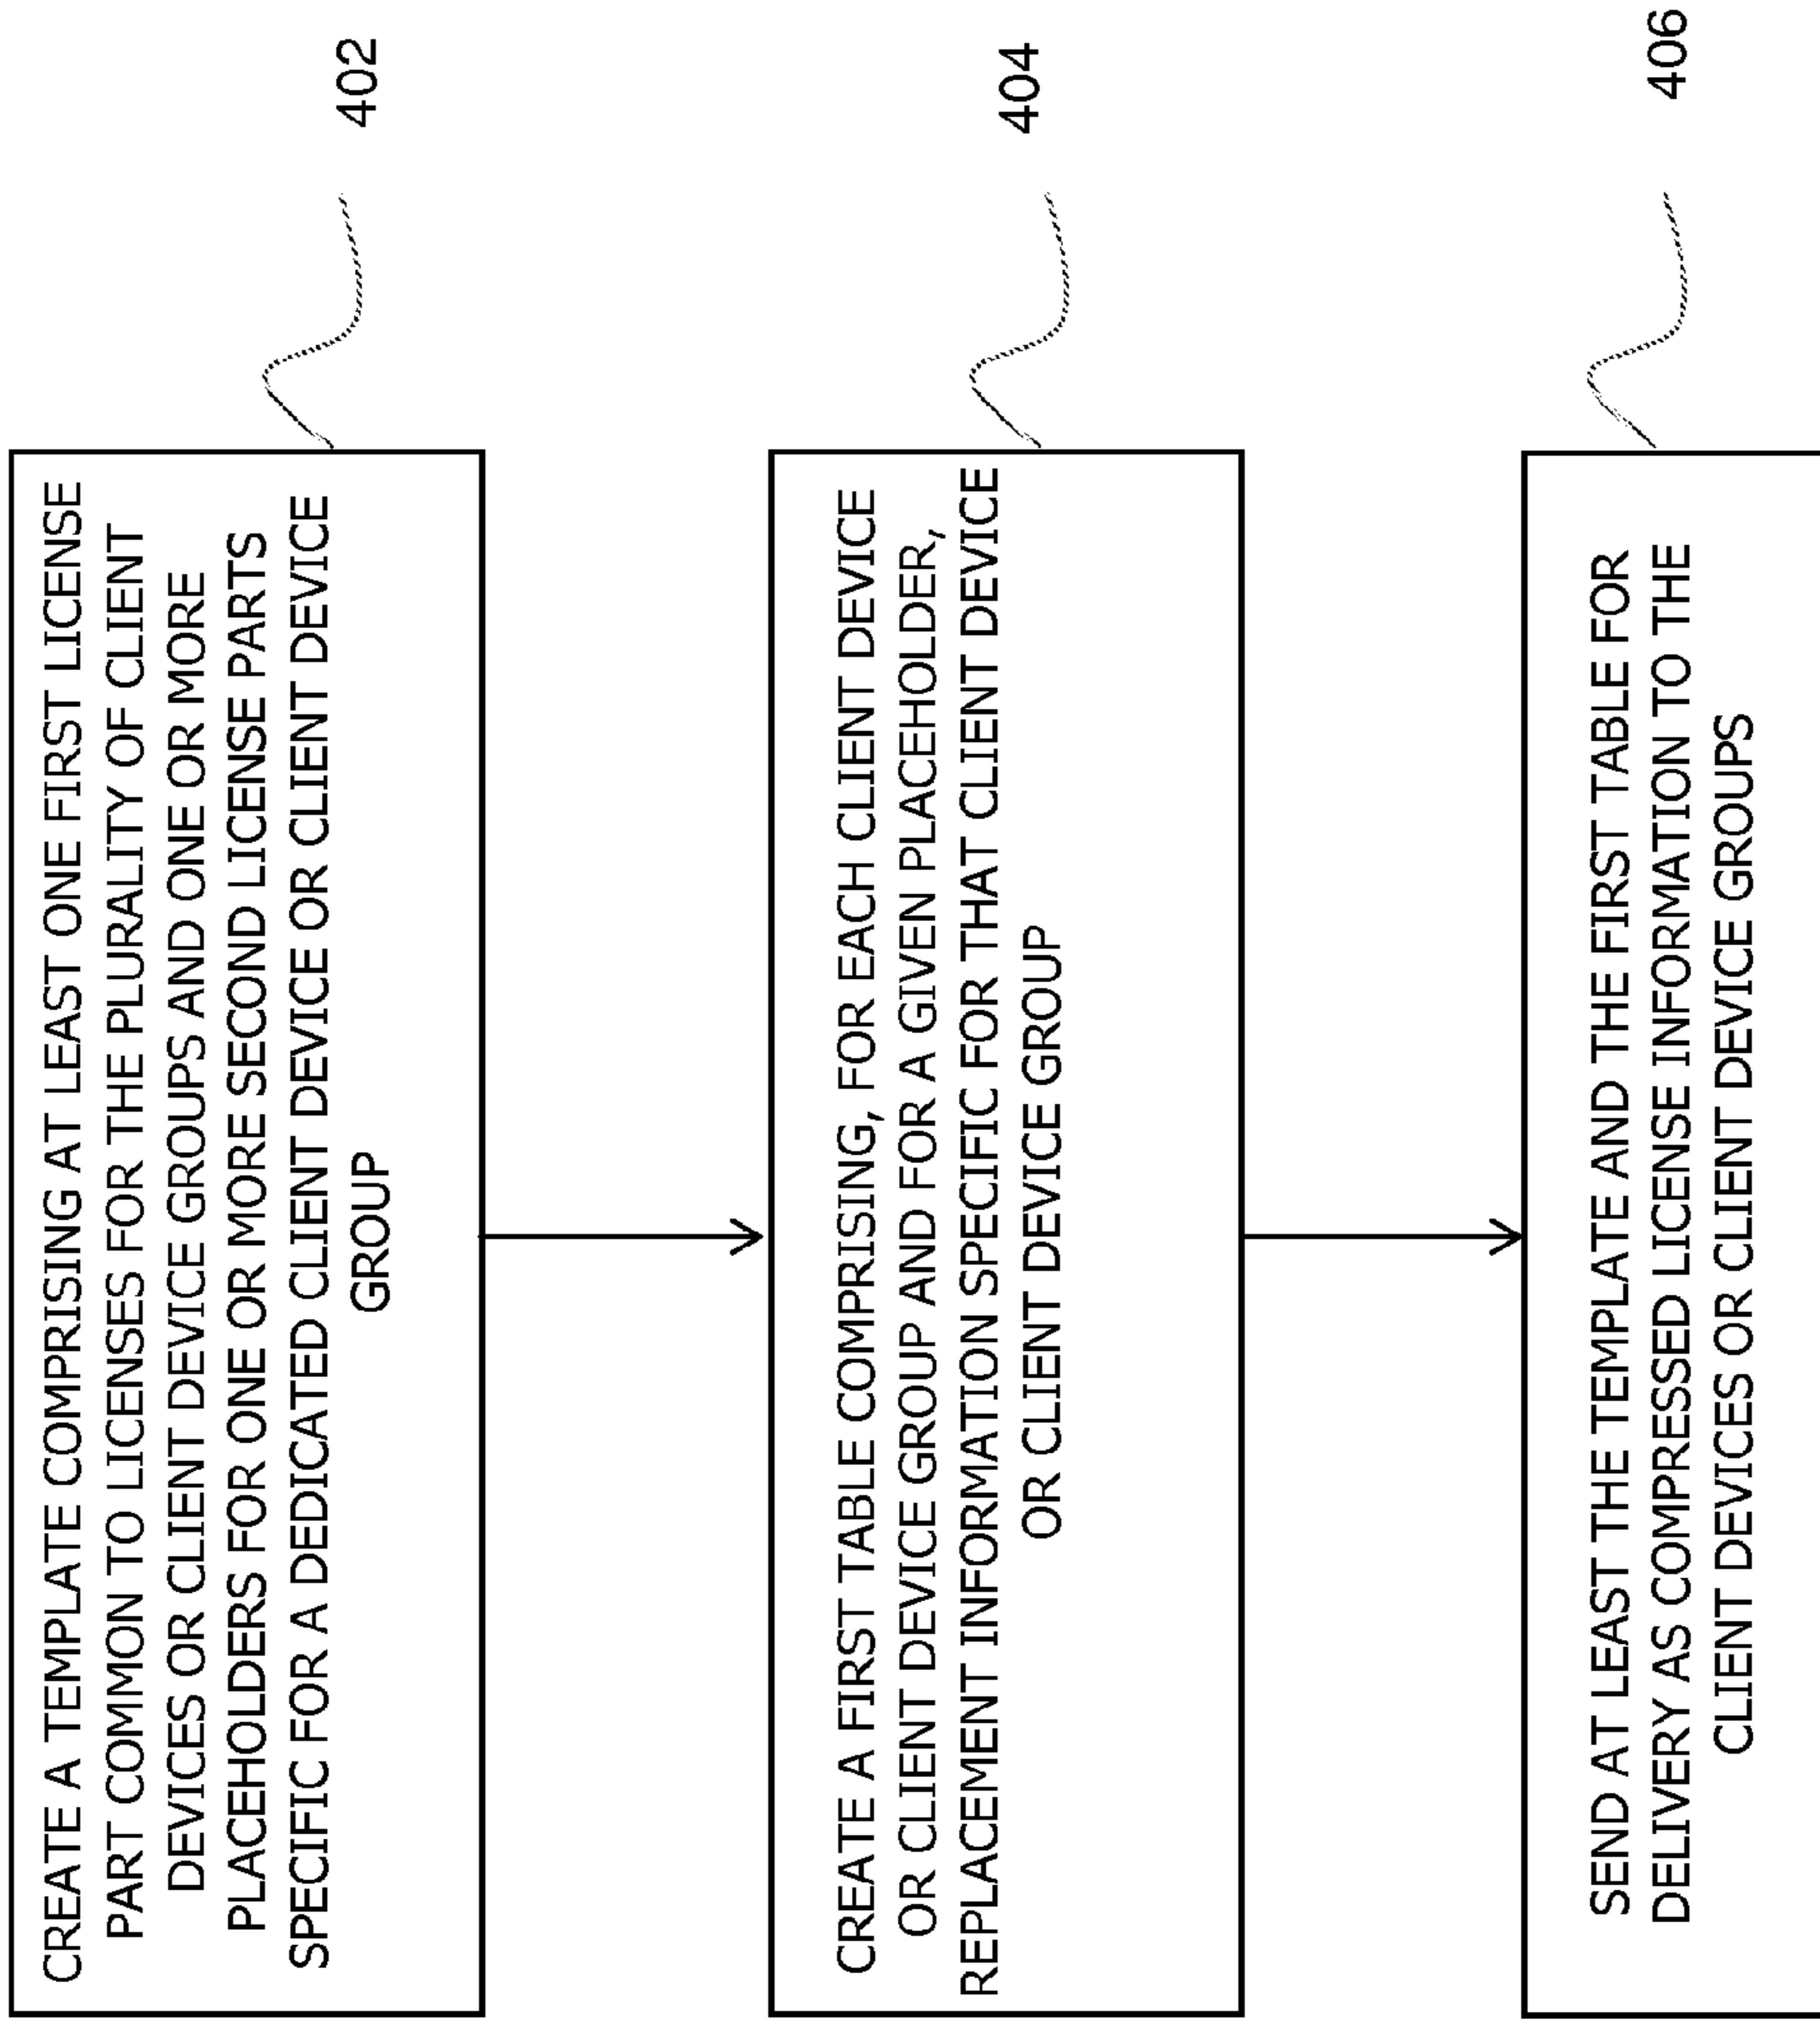 CREATE A TEMPLATE COMPRISING AT LEAST ONE FIRST LICENSE
PART COMMON TO LICENSES FOR THE PLURALITY OF CLIENT
DEVICES OR CLIENT DEVICE GROUPS AND ONE OR MORE
PLACEHOLDERS FOR ONE OR MORE SECOND LICENSE PARTS
SPECIFIC FOR A DEDICATED CLIENT DEVICE OR CLIENT DEVICE
GROUP
402
CREATE A FIRST TABLE COMPRISING, FOR EACH CLIENT DEVICE
OR CLIENT DEVICE GROUP AND FOR A GIVEN PLACEHOLDER,
REPLACEMENT INFORMATION SPECIFIC FOR THAT CLIENT DEVICE
OR CLIENT DEVICE GROUP
404
SEND AT LEAST THE TEMPLATE AND THE FIRST TABLE FOR
DELIVERY AS COMPRESSED LICENSE INFORMATION TO THE
CLIENT DEVICES OR CLIENT DEVICE GROUPS
406